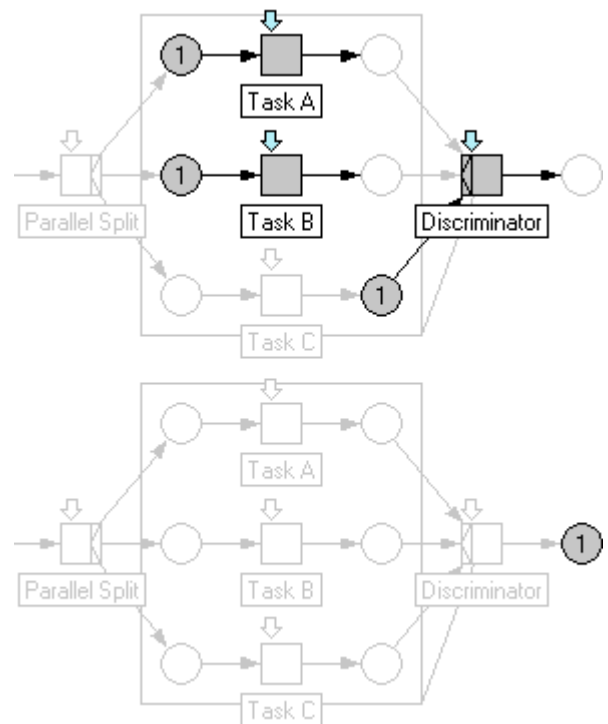 1
Task A
1
Parallel Split
Task B
Discriminator
1
Task C
Task A
1
Parallel Split
Task B
Discriminator
Task C